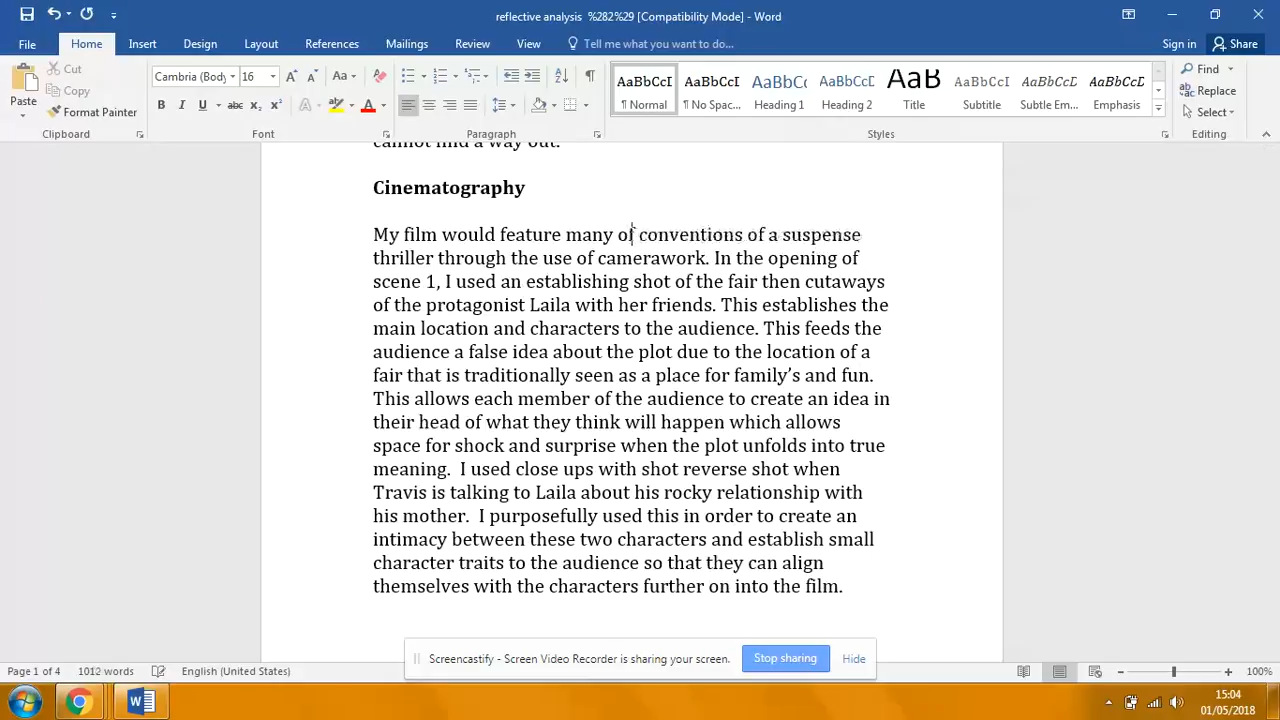 reflective analysis %282%29 [Compatibility Mode] - Word
File Home Insert Design Layout References Mailings Review View Tell me what you want to do... Sign in Share
Paste
Cut
Copy
Format Painter
Clipboard
Cambria (Body 16
Font
Paragraph
AaBbCcI AaBbCcI AaBbCc AaBbCcI AaB AaBbCcI AaBbCcI AaBbCcI
¶ Normal ¶ No Spac... Heading 1 Heading 2 Title Subtitle Subtle Em... Emphasis
Styles
Find
Replace
Select
Editing
cannot find a way out.
Cinematography
My film would feature many of conventions of a suspense
thriller through the use of camerawork. In the opening of
scene 1, I used an establishing shot of the fair then cutaways
of the protagonist Laila with her friends. This establishes the
main location and characters to the audience. This feeds the
audience a false idea about the plot due to the location of a
fair that is traditionally seen as a place for family’s and fun.
This allows each member of the audience to create an idea in
their head of what they think will happen which allows
space for shock and surprise when the plot unfolds into true
meaning.  I used close ups with shot reverse shot when
Travis is talking to Laila about his rocky relationship with
his mother.  I purposefully used this in order to create an
intimacy between these two characters and establish small
character traits to the audience so that they can align
themselves with the characters further on into the film.
Screencastify - Screen Video Recorder is sharing your screen. Stop sharing Hide
Page 1 of 4 1012 words English (United States) 100%
15:04
01/05/2018